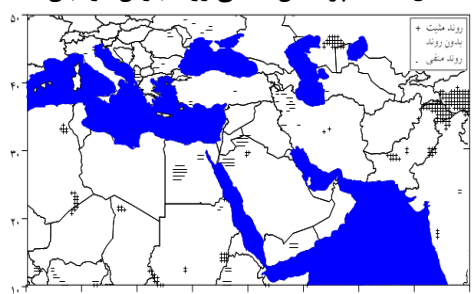 روند مثبت +
بدون روند
روند منفی -
۵۰
۴۰
۳۰
۲۰
۱۰